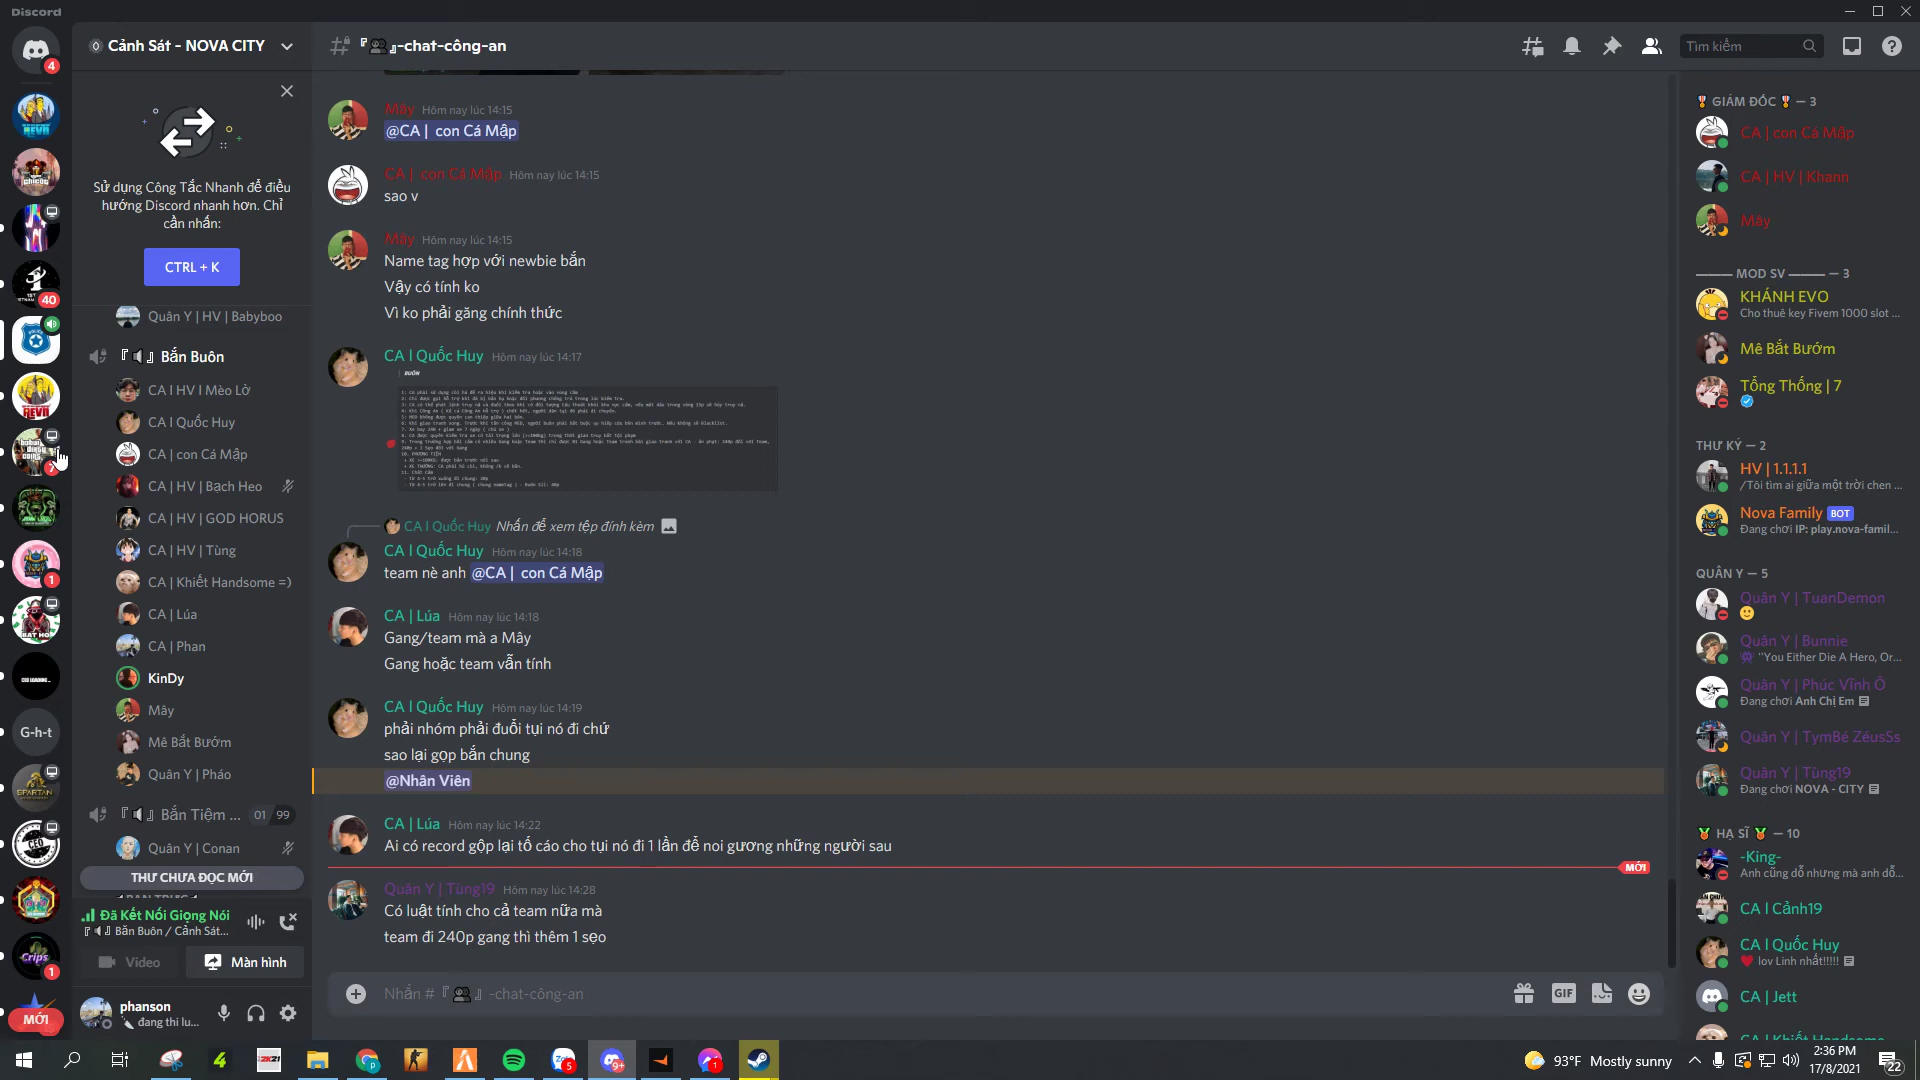 Discord
4
Cảnh Sát - NOVA CITY
『👥』-chat-công-an
Tìm kiếm
Sử dụng Công Tắc Nhanh để điều
hướng Discord nhanh hơn. Chỉ
cần nhấn:
CTRL + K
Quân Y | HV | Babyboo
『🔊』 Bắn Buôn
CA l HV l Mèo Lờ
CA l Quốc Huy
CA | con Cá Mập
CA | HV | Bạch Heo
CA | HV | GOD HORUS
CA | HV | Tùng
CA | Khiết Handsome =)
CA | Lúa
CA | Phan
KinDy
Mây
Mê Bắt Bướm
Quân Y | Pháo
『🔊』 Bắn Tiệm ...
01 99
Quân Y | Conan
THƯ CHƯA ĐỌC MỚI
Đã Kết Nối Giọng Nói
『🔊』 Bắn Buôn / Cảnh Sát...
Video
Màn hình
phanson
đang thi lu...
40
7
1
G-h-t
SPARTAN
CEO
Crips
1
MỚI
Mây Hôm nay lúc 14:15
@CA | con Cá Mập
CA | con Cá Mập Hôm nay lúc 14:15
sao v
Mây Hôm nay lúc 14:15
Name tag hợp với newbie bắn
Vậy có tính ko
Vì ko phải găng chính thức
CA l Quốc Huy Hôm nay lúc 14:17
BUÔN
CA l Quốc Huy Nhấn để xem tệp đính kèm
CA l Quốc Huy Hôm nay lúc 14:18
team nè anh @CA | con Cá Mập
CA | Lúa Hôm nay lúc 14:18
Gang/team mà a Mây
Gang hoặc team vẫn tính
CA l Quốc Huy Hôm nay lúc 14:19
phải nhóm phải đuổi tụi nó đi chứ
sao lại gọp bắn chung
@Nhân Viên
CA | Lúa Hôm nay lúc 14:22
Ai có record gộp lại tố cáo cho tụi nó đi 1 lần để noi gương những người sau
MỚI
Quân Y | Tùng19 Hôm nay lúc 14:28
Có luật tính cho cả team nữa mà
team đi 240p gang thì thêm 1 sẹo
Nhắn #『👥』-chat-công-an
GIF
GIÁM ĐỐC — 3
CA | con Cá Mập
CA | HV | Khann
Mây
——— MOD SV ——— — 3
KHÁNH EVO
Cho thuê key Fivem 1000 slot ...
Mê Bắt Bướm
Tổng Thống | 7
THƯ KÝ — 2
HV | 1.1.1.1
/Tôi tìm ai giữa một trời chen ...
Nova Family BOT
Đang chơi IP: play.nova-famil...
QUÂN Y — 5
Quân Y | TuanDemon
Quân Y | Bunnie
"You Either Die A Hero, Or...
Quân Y | Phúc Vĩnh Ô
Đang chơi Anh Chị Em
Quân Y | TymBé ZéusSs
Quân Y | Tùng19
Đang chơi NOVA - CITY
HẠ SĨ — 10
-King-
Anh cũng dỗ nhưng mà anh dỗ...
CA l Cảnh19
CA l Quốc Huy
lov Linh nhất!!!!!
CA | Jett
CA | Khiết Handsome
93°F Mostly sunny
2:36 PM
17/8/2021
22